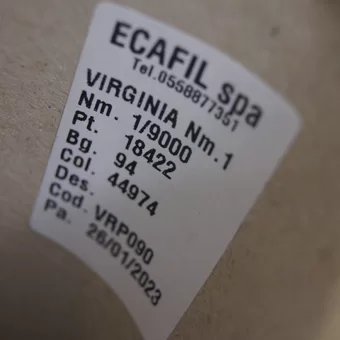 ECAFIL spa
Tel.0558877351
VIRGINIA Nm.1
Nm. 1/9000
Pt. 18422
Bg. 94
Col. 44974
Des.
Cod. VRP090
Pa. 26/01/2023